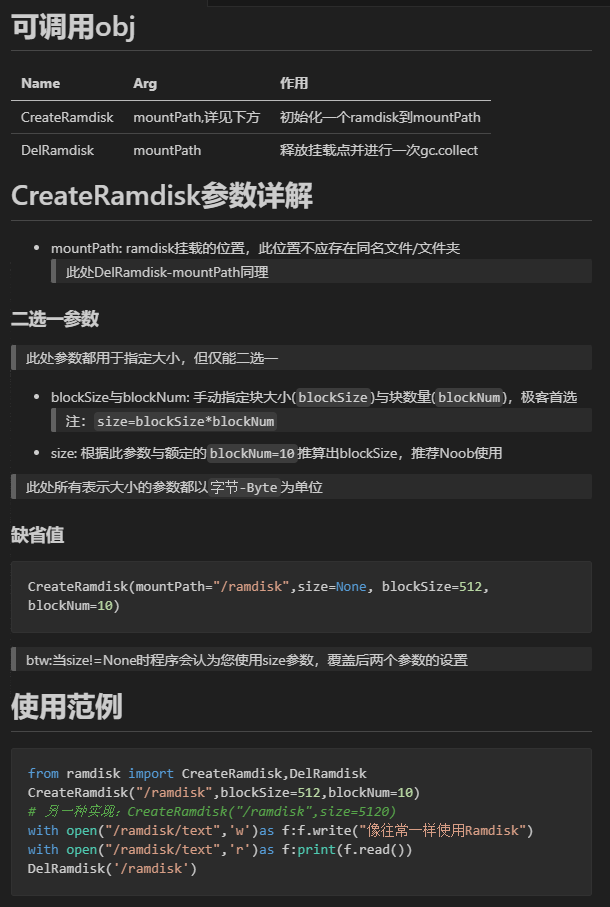 可调用obj
Name Arg 作用
CreateRamdisk mountPath,详见下方 初始化一个ramdisk到mountPath
DelRamdisk mountPath 释放挂载点并进行一次gc.collect
CreateRamdisk参数详解
• mountPath: ramdisk挂载的位置，此位置不应存在同名文件/文件夹
此处DelRamdisk-mountPath同理
二选一参数
此处参数都用于指定大小，但仅能二选一
• blockSize与blockNum: 手动指定块大小(blockSize)与块数量(blockNum)，极客首选
注：size=blockSize*blockNum
• size: 根据此参数与额定的blockNum=10推算出blockSize，推荐Noob使用
此处所有表示大小的参数都以字节-Byte为单位
缺省值
CreateRamdisk(mountPath="/ramdisk",size=None, blockSize=512,
blockNum=10)
btw:当size!=None时程序会认为您使用size参数，覆盖后两个参数的设置
使用范例
from ramdisk import CreateRamdisk,DelRamdisk
CreateRamdisk("/ramdisk",blockSize=512,blockNum=10)
# 另一种实现：CreateRamdisk("/ramdisk",size=5120)
with open("/ramdisk/text",'w')as f:f.write("像往常一样使用Ramdisk")
with open("/ramdisk/text",'r')as f:print(f.read())
DelRamdisk('/ramdisk')